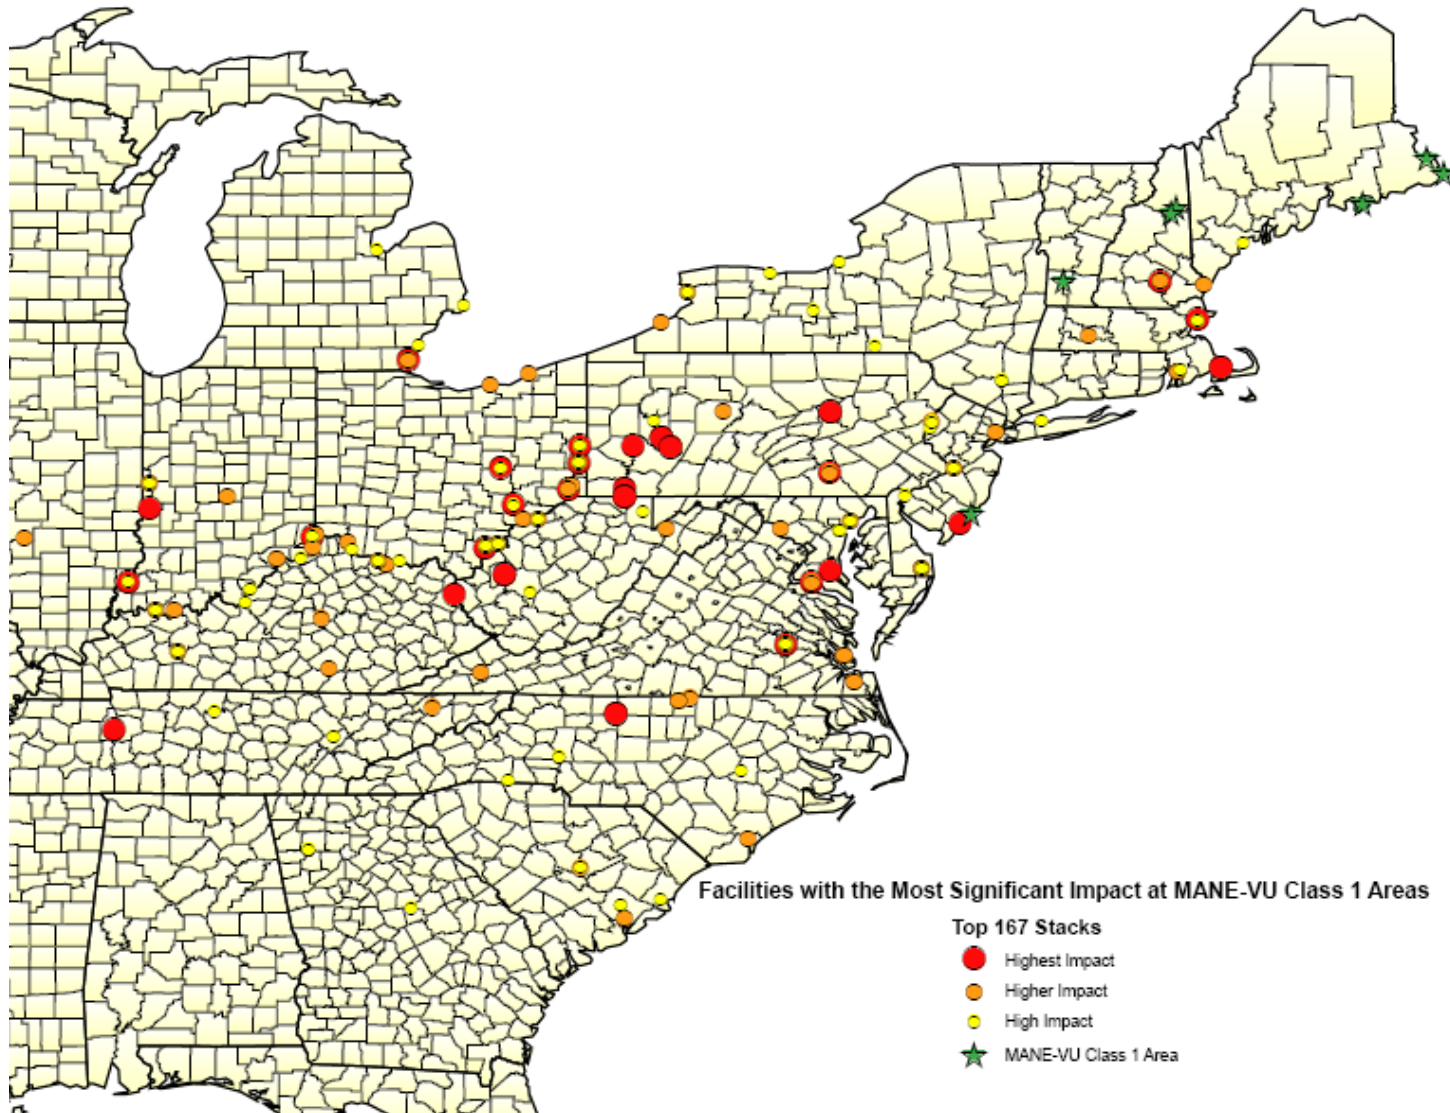 Facilities with the Most Significant Impact at MANE-VU Class 1 Areas
Top 167 Stacks
Highest Impact
Higher Impact
High Impact
MANE-VU Class 1 Area